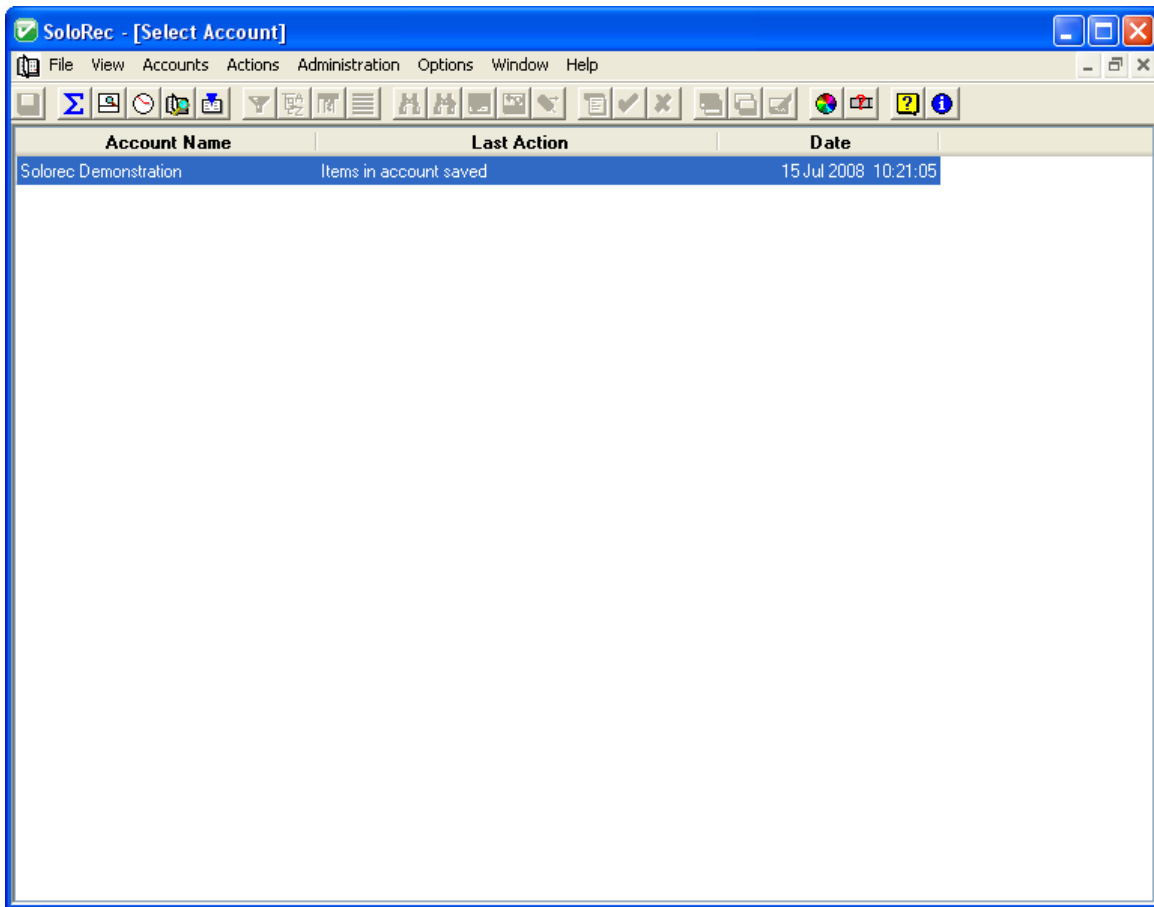 SoloRec - [Select Account]
File View Accounts Actions Administration Options Window Help
Account Name Last Action Date
Solorec Demonstration Items in account saved 15 Jul 2008 10:21:05